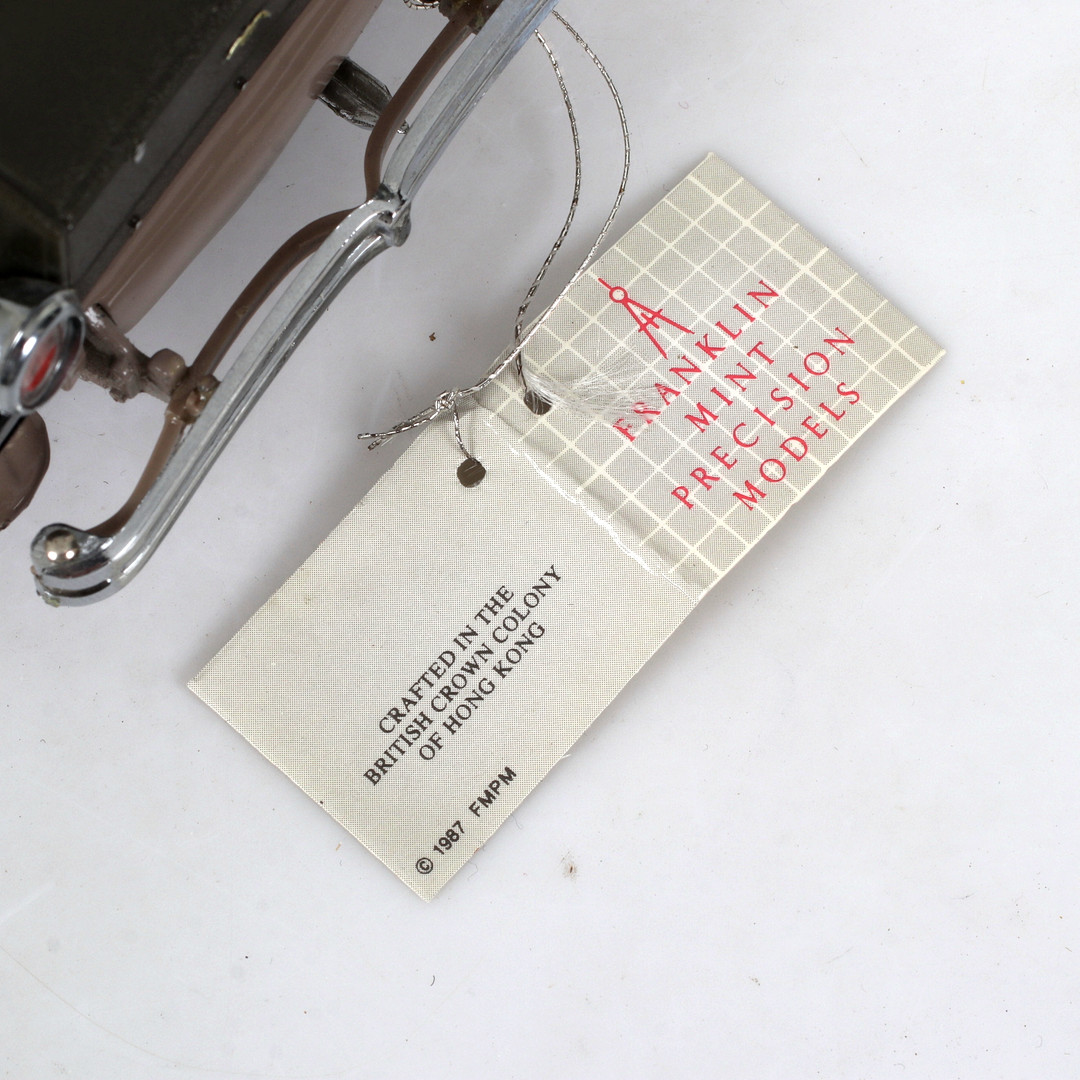 FRANKLIN
MINT
PRECISION
MODELS
CRAFTED IN THE
BRITISH CROWN COLONY
OF HONG KONG
© 1987 FMPM